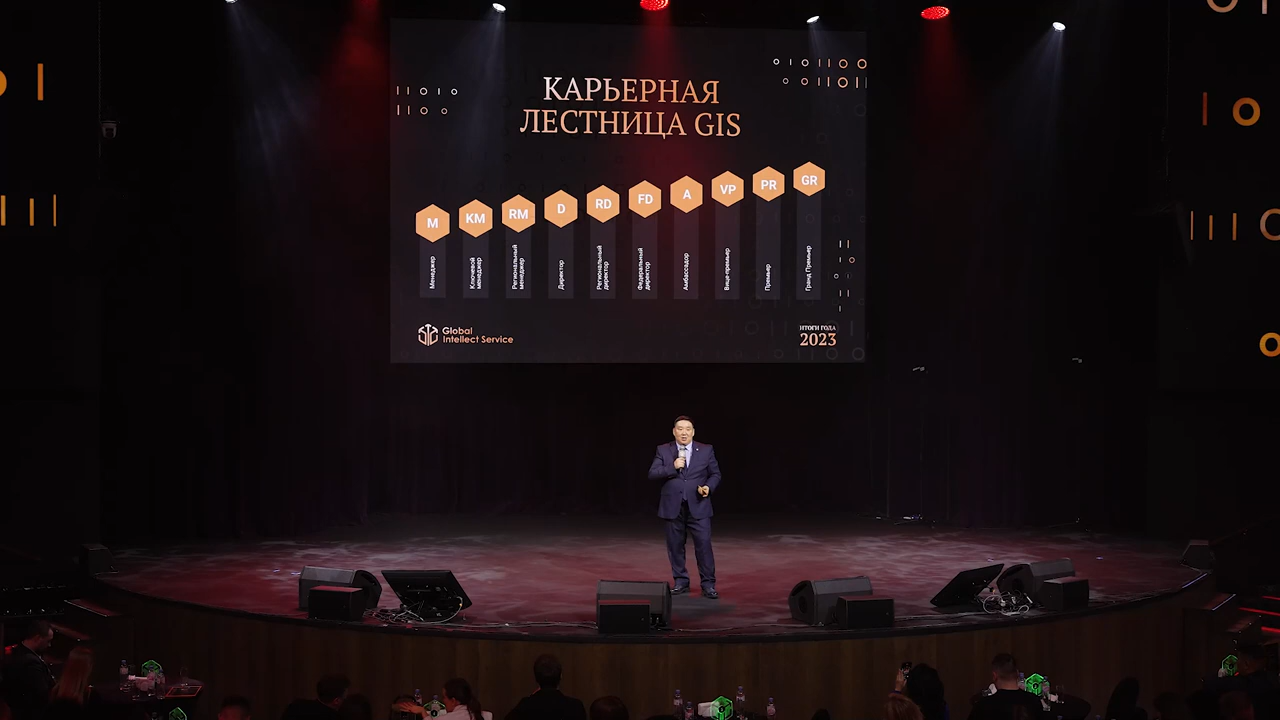 КАРЬЕРНАЯ
ЛЕСТНИЦА GIS
M
KM
RM
D
RD
FD
A
VP
PR
GR
Менеджер
Ключевой
менеджер
Региональный
менеджер
Директор
Региональный
директор
Федеральный
директор
Амбассадор
Вице-премьер
Премьер
Гранд Премьер
Global
Intellect Service
ИТОГИ ГОДА
2023